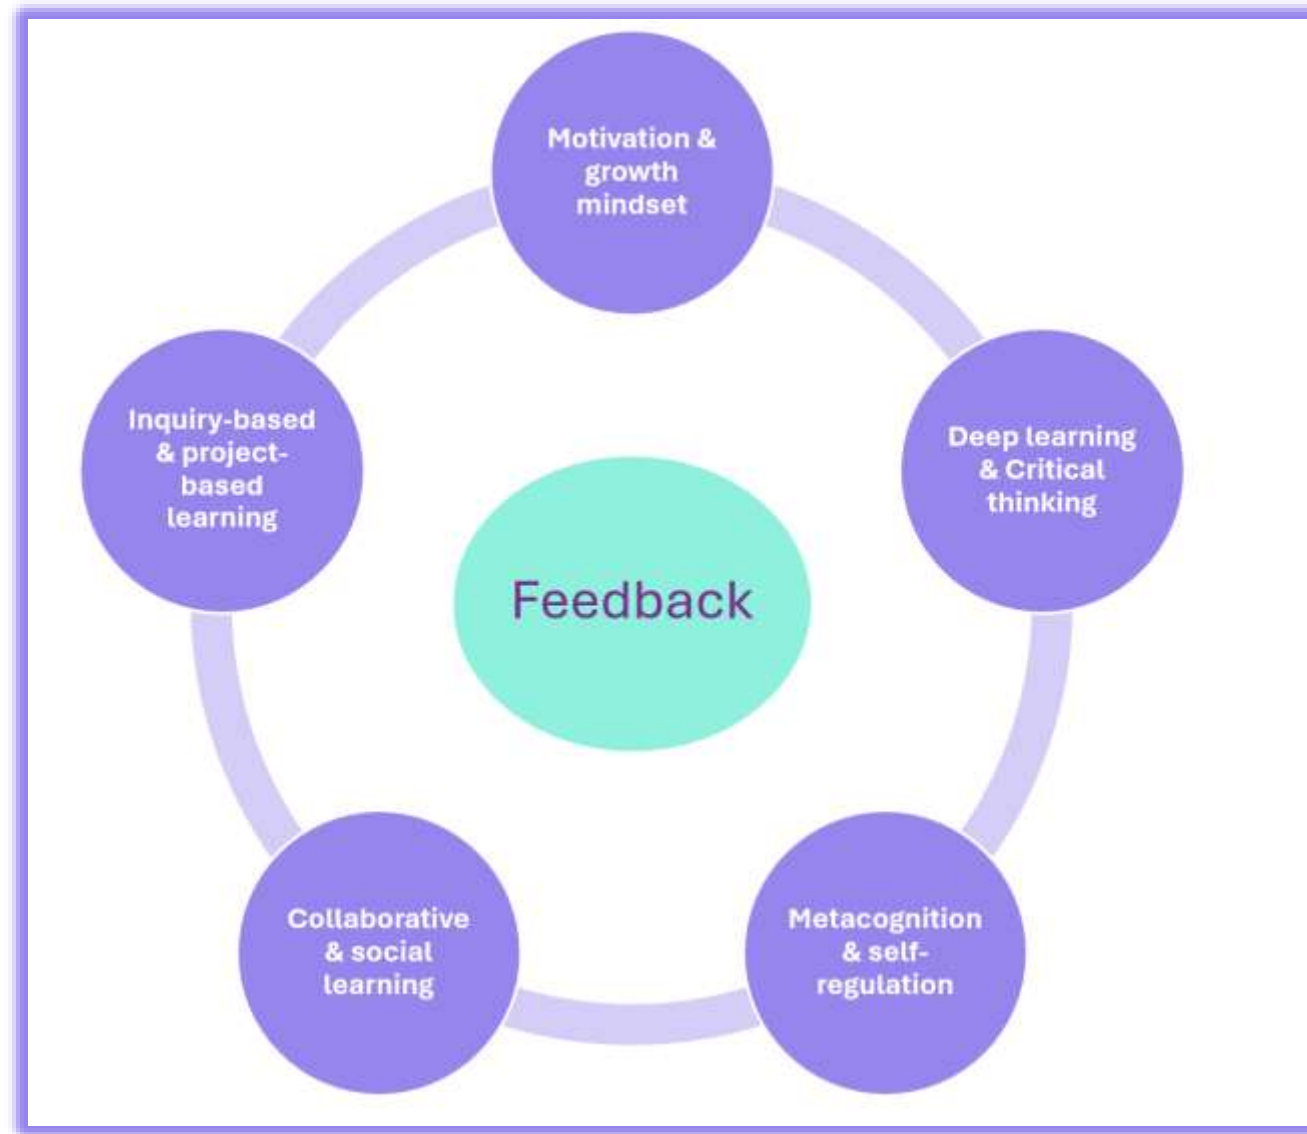 Motivation &
growth
mindset
Deep learning
& Critical
thinking
Metacognition
& self-
regulation
Collaborative
& social
learning
Inquiry-based
& project-
based
learning
Feedback